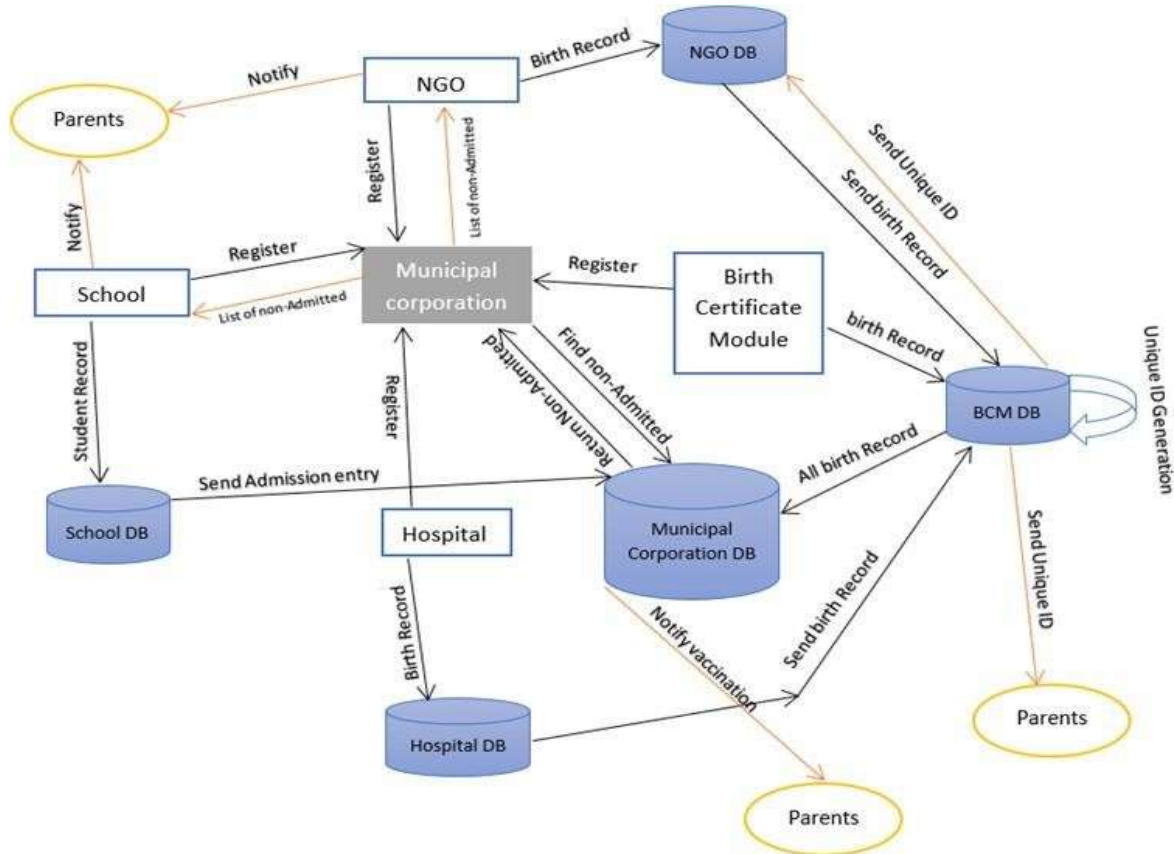 Birth Record
NGO DB
Notify
NGO
Parents
Send Unique ID
Register
List of non-Admitted
Send birth Record
Notify
Register
Municipal
corporation
Register
Birth
Certificate
Module
School
List of non-Admitted
birth Record
Unique ID Generation
Find non-Admitted
Return Non-Admitted
BCM DB
Student Record
Register
All birth Record
Send Admission entry
School DB
Hospital
Municipal
Corporation DB
Send Unique ID
Birth Record
Send birth Record
Notify vaccination
Parents
Hospital DB
Parents